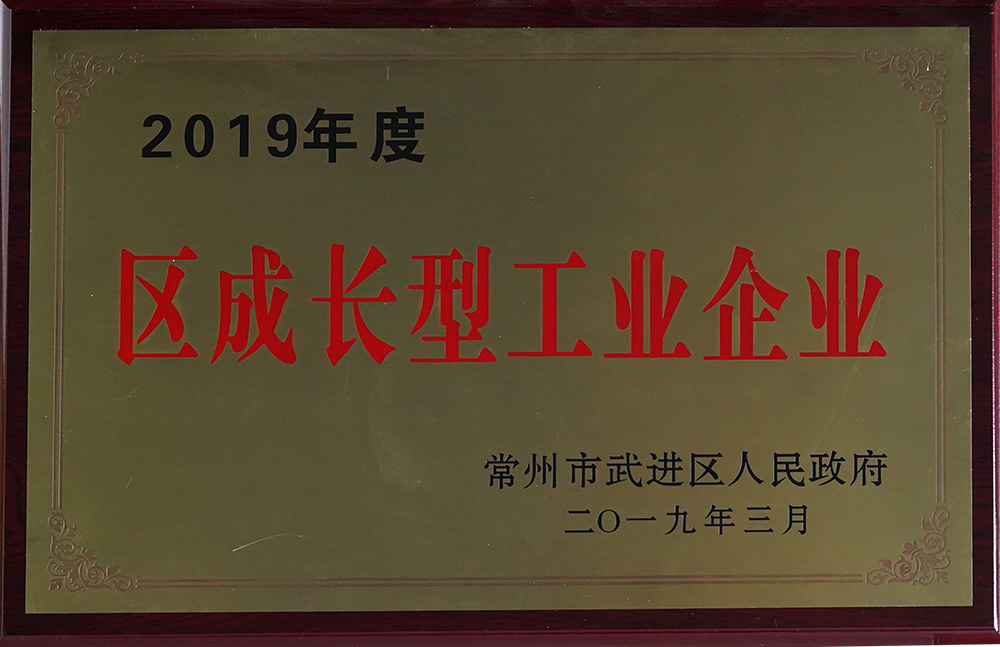 2019年度
区成长型工业企业
常州市武进区人民政府
二〇一九年三月